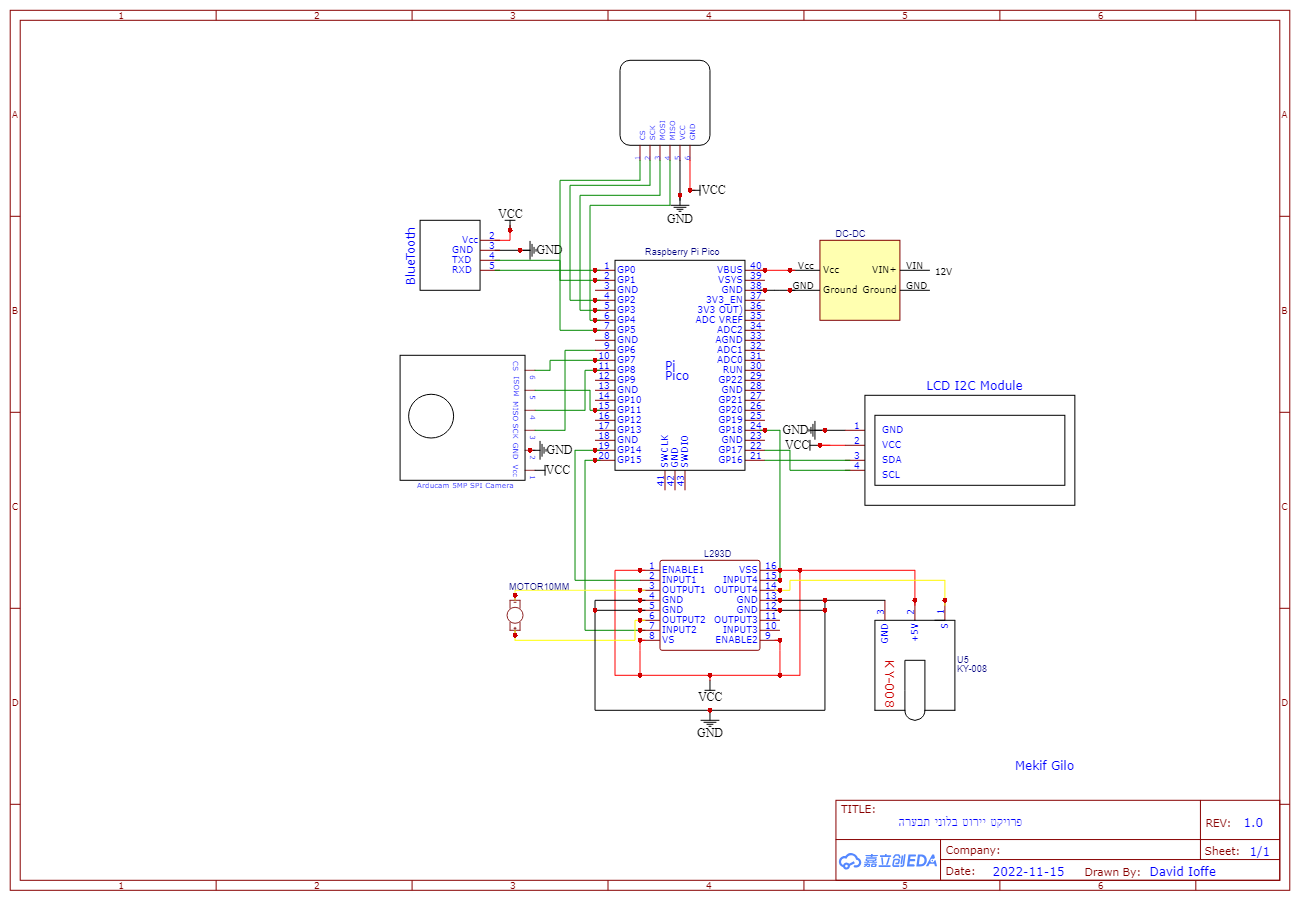 1 2 3 4 5 6
A A
B B
C C
D D
CS
SCK
MOSI
MISO
VCC
GND
1 2 3 4 5 6
VCC
GND
BlueTooth
Vcc 2
GND 3
TXD 4
RXD 5
VCC
GND
Raspberry Pi Pico
Pi
Pico
1 GP0
2 GP1
3 GND
4 GP2
5 GP3
6 GP4
7 GP5
8 GND
9 GP6
10 GP7
11 GP8
12 GP9
13 GND
14 GP10
15 GP11
16 GP12
17 GP13
18 GND
19 GP14
20 GP15
VBUS 40
VSYS 39
GND 38
3V3_EN 37
3V3 OUT) 36
ADC VREF 35
ADC2 34
AGND 33
ADC1 32
ADC0 31
RUN 30
GP22 29
GND 28
GP21 27
GP20 26
GP19 25
GP18 24
GND 23
GP17 22
GP16 21
SWCLK
GND
SWDIO
41 42 43
DC-DC
Vcc Vcc VIN+ VIN
GND Ground Ground GND
12V
CS 6
ISOW 5
MISO 4
SCK 3
GND 2
Vcc 1
GND
VCC
Arducam 5MP SPI Camera
LCD I2C Module
GND
VCC
1 GND
2 VCC
3 SDA
4 SCL
L293D
1 ENABLE1
2 INPUT1
3 OUTPUT1
4 GND
5 GND
6 OUTPUT2
7 INPUT2
8 VS
VSS 16
INPUT4 15
OUTPUT4 14
GND 13
GND 12
OUTPUT3 11
INPUT3 10
ENABLE2 9
MOTOR10MM
VCC
GND
3 2 1
GND
+5V
S
KY-008
U5
KY-008
Mekif Gilo
TITLE:
פרויקט יירוט בלוני תבערה
REV: 1.0
嘉立创EDA
Company:
Sheet: 1/1
Date: 2022-11-15
Drawn By: David Ioffe
1 2 3 4 5 6